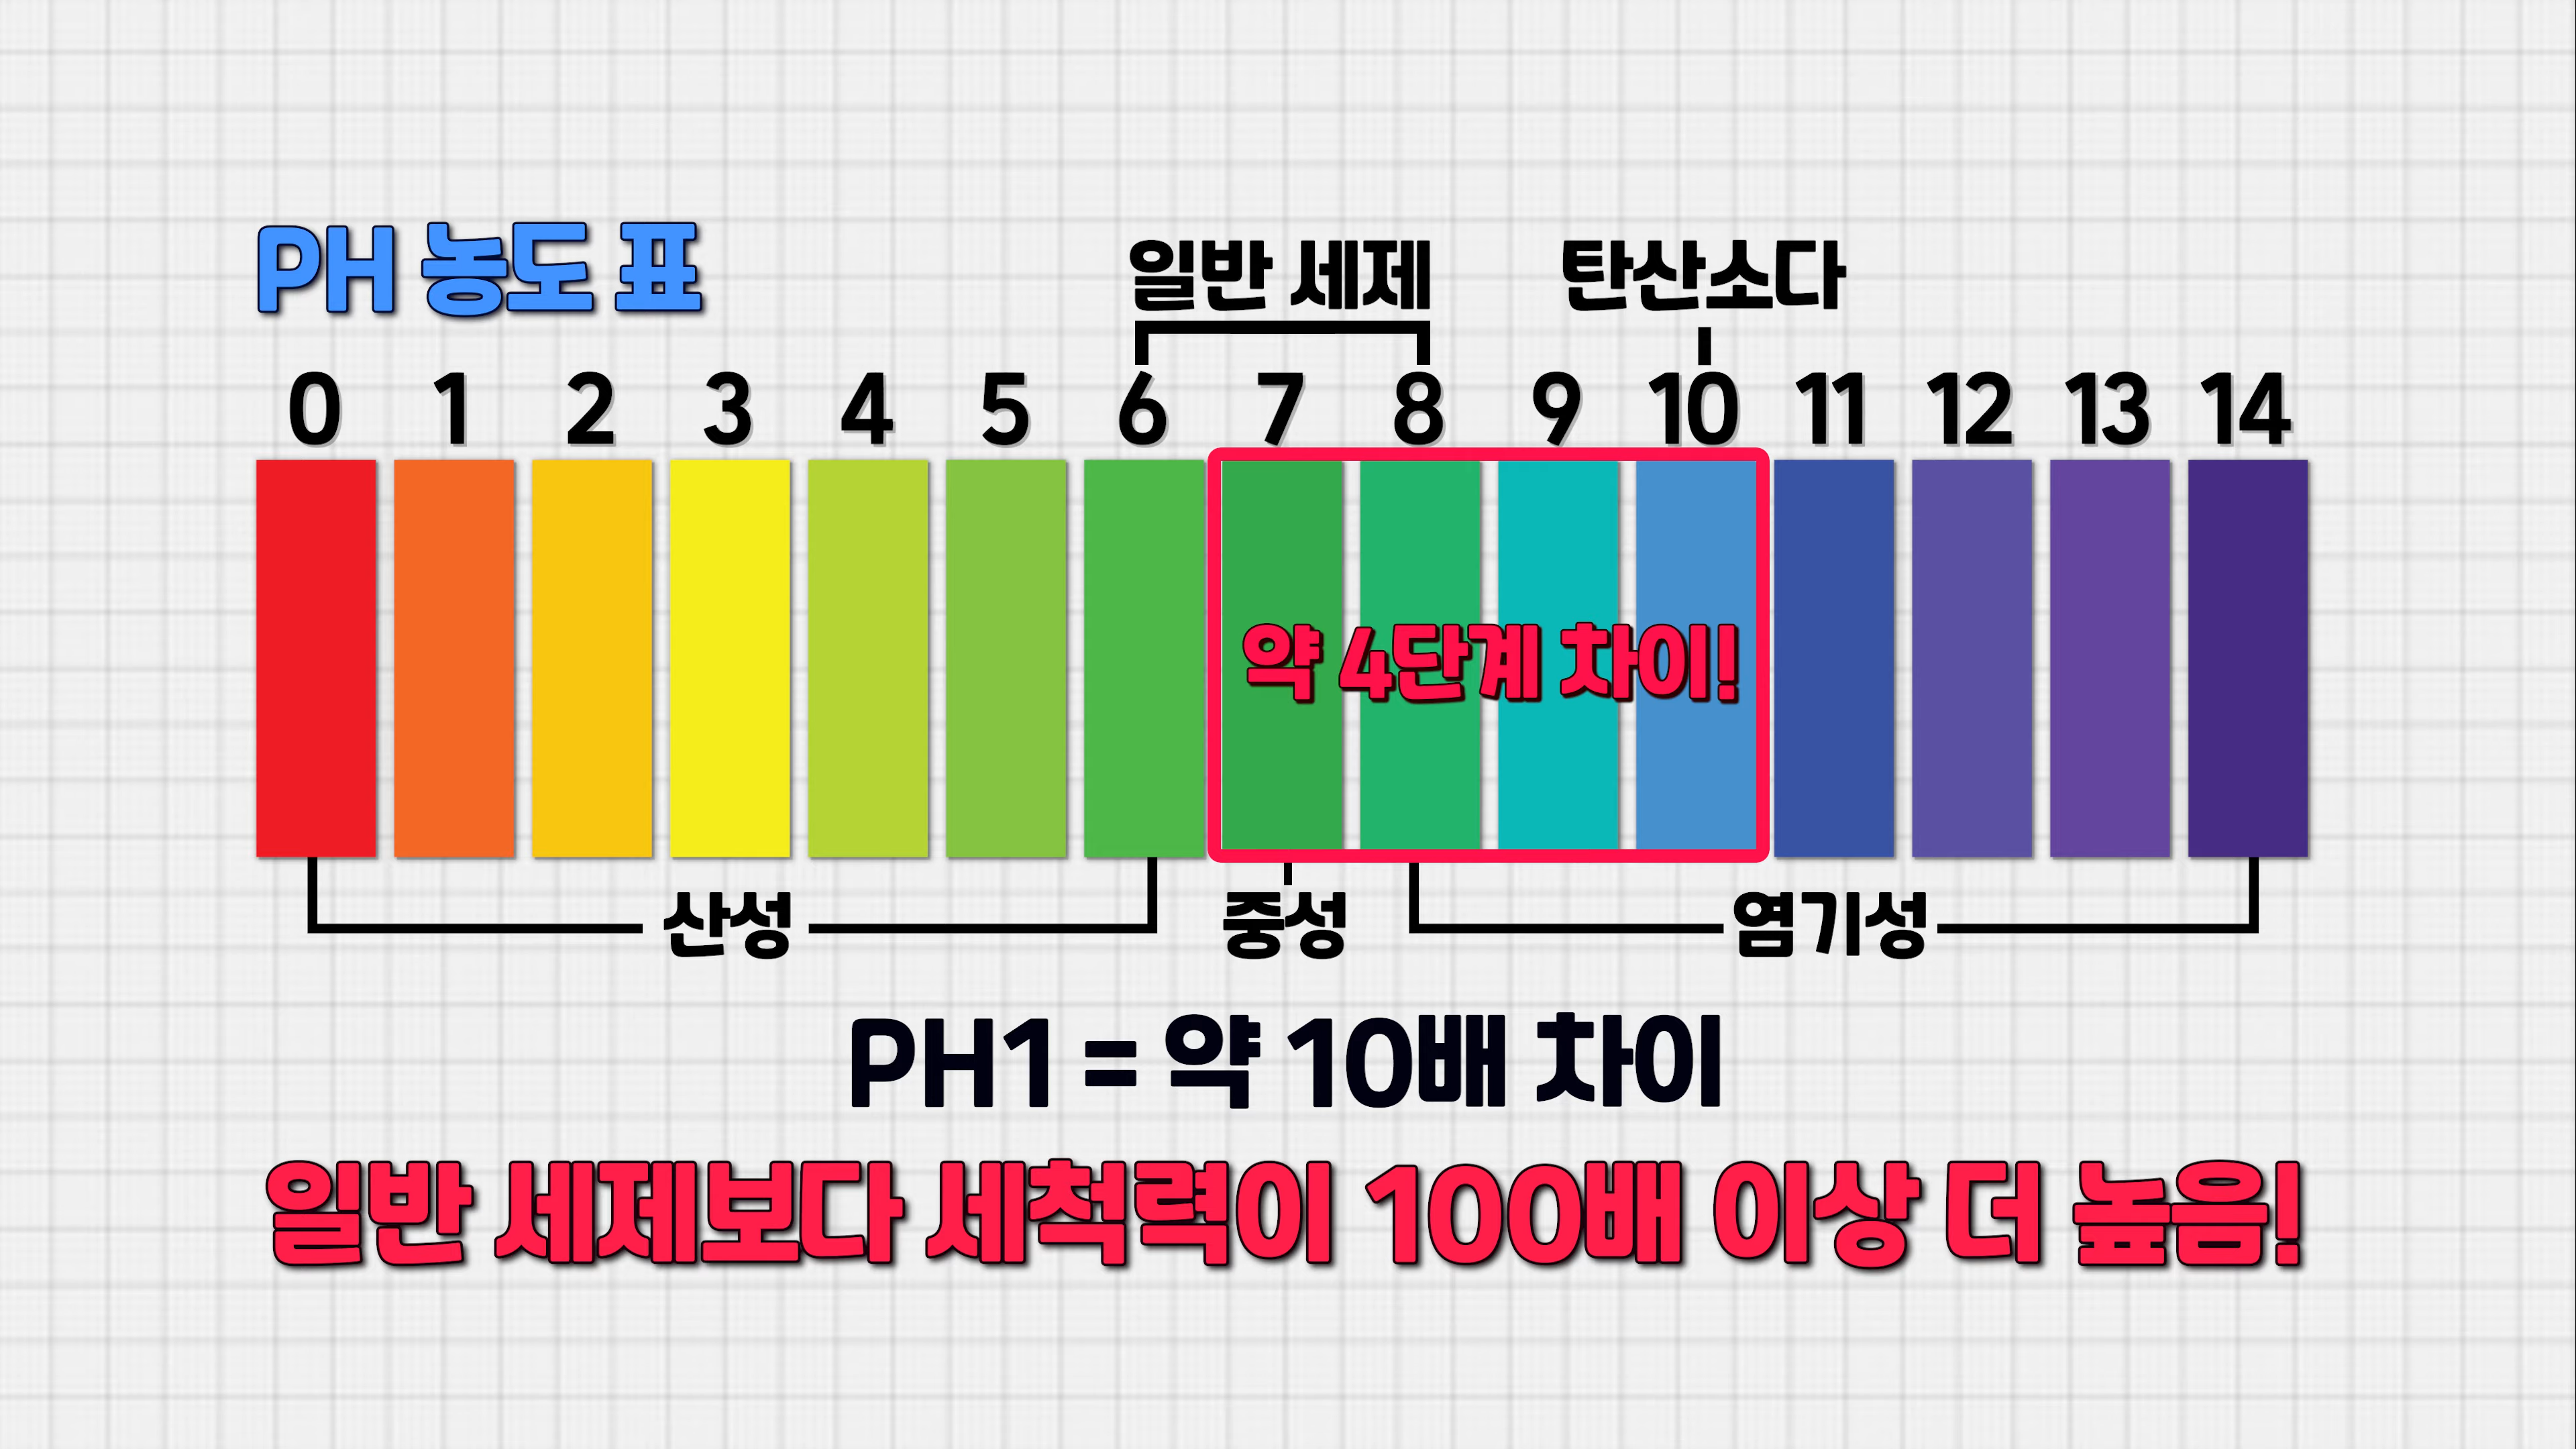 PH 농도 표
일반 세제 탄산소다
0 1 2 3 4 5 6 7 8 9 10 11 12 13 14
약 4단계 차이!
산성 중성 염기성
PH1 = 약 10배 차이
일반 세제보다 세척력이 100배 이상 더 높음!